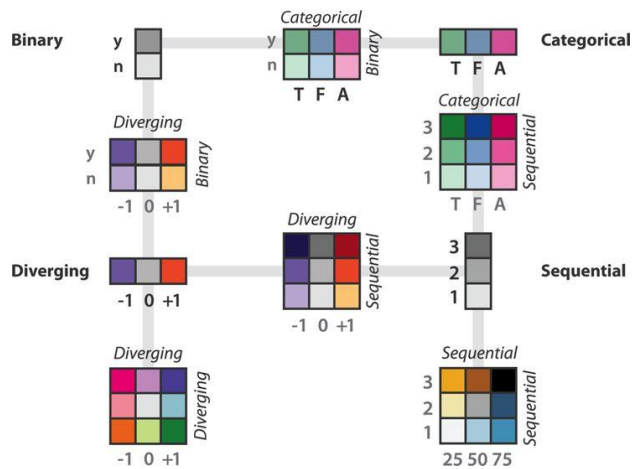 Categorical
Binary
y
n
y
n
Binary
Categorical
T F A
T F A
Categorical
Diverging
y
n
Binary
3
2
1
Sequential
-1 0 +1
T F A
Diverging
Diverging
Sequential
3
2
1
Sequential
-1 0 +1
-1 0 +1
Diverging
Diverging
-1 0 +1
Sequential
3
2
1
Sequential
25 50 75